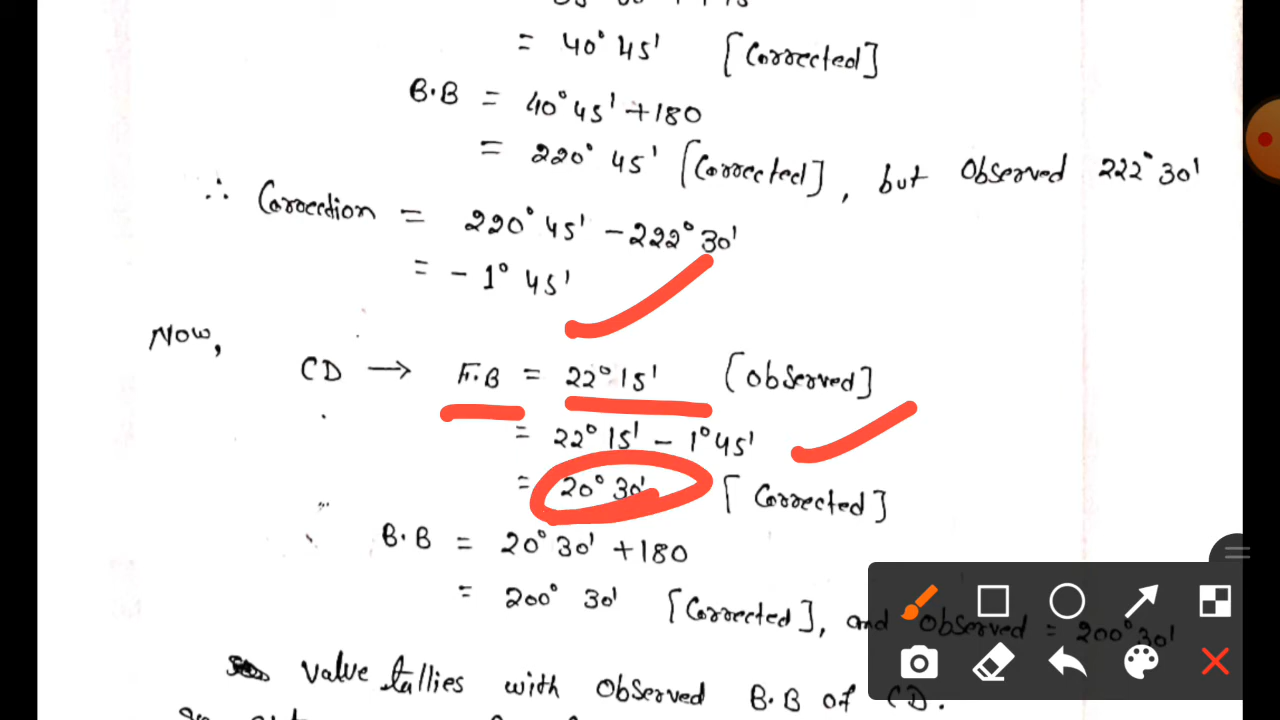 = 40° 45' [Corrected]
B.B = 40° 45' + 180
= 220° 45' [Corrected], but observed 222° 30'
∴ Correction = 220° 45' - 222° 30'
= - 1° 45'
Now,
CD → F.B = 22° 15' [Observed]
= 22° 15' - 1° 45'
= 20° 30' [Corrected]
B.B = 20° 30' + 180
= 200° 30' [Corrected], and observed = 200° 30'
value tallies with observed B.B of CD.